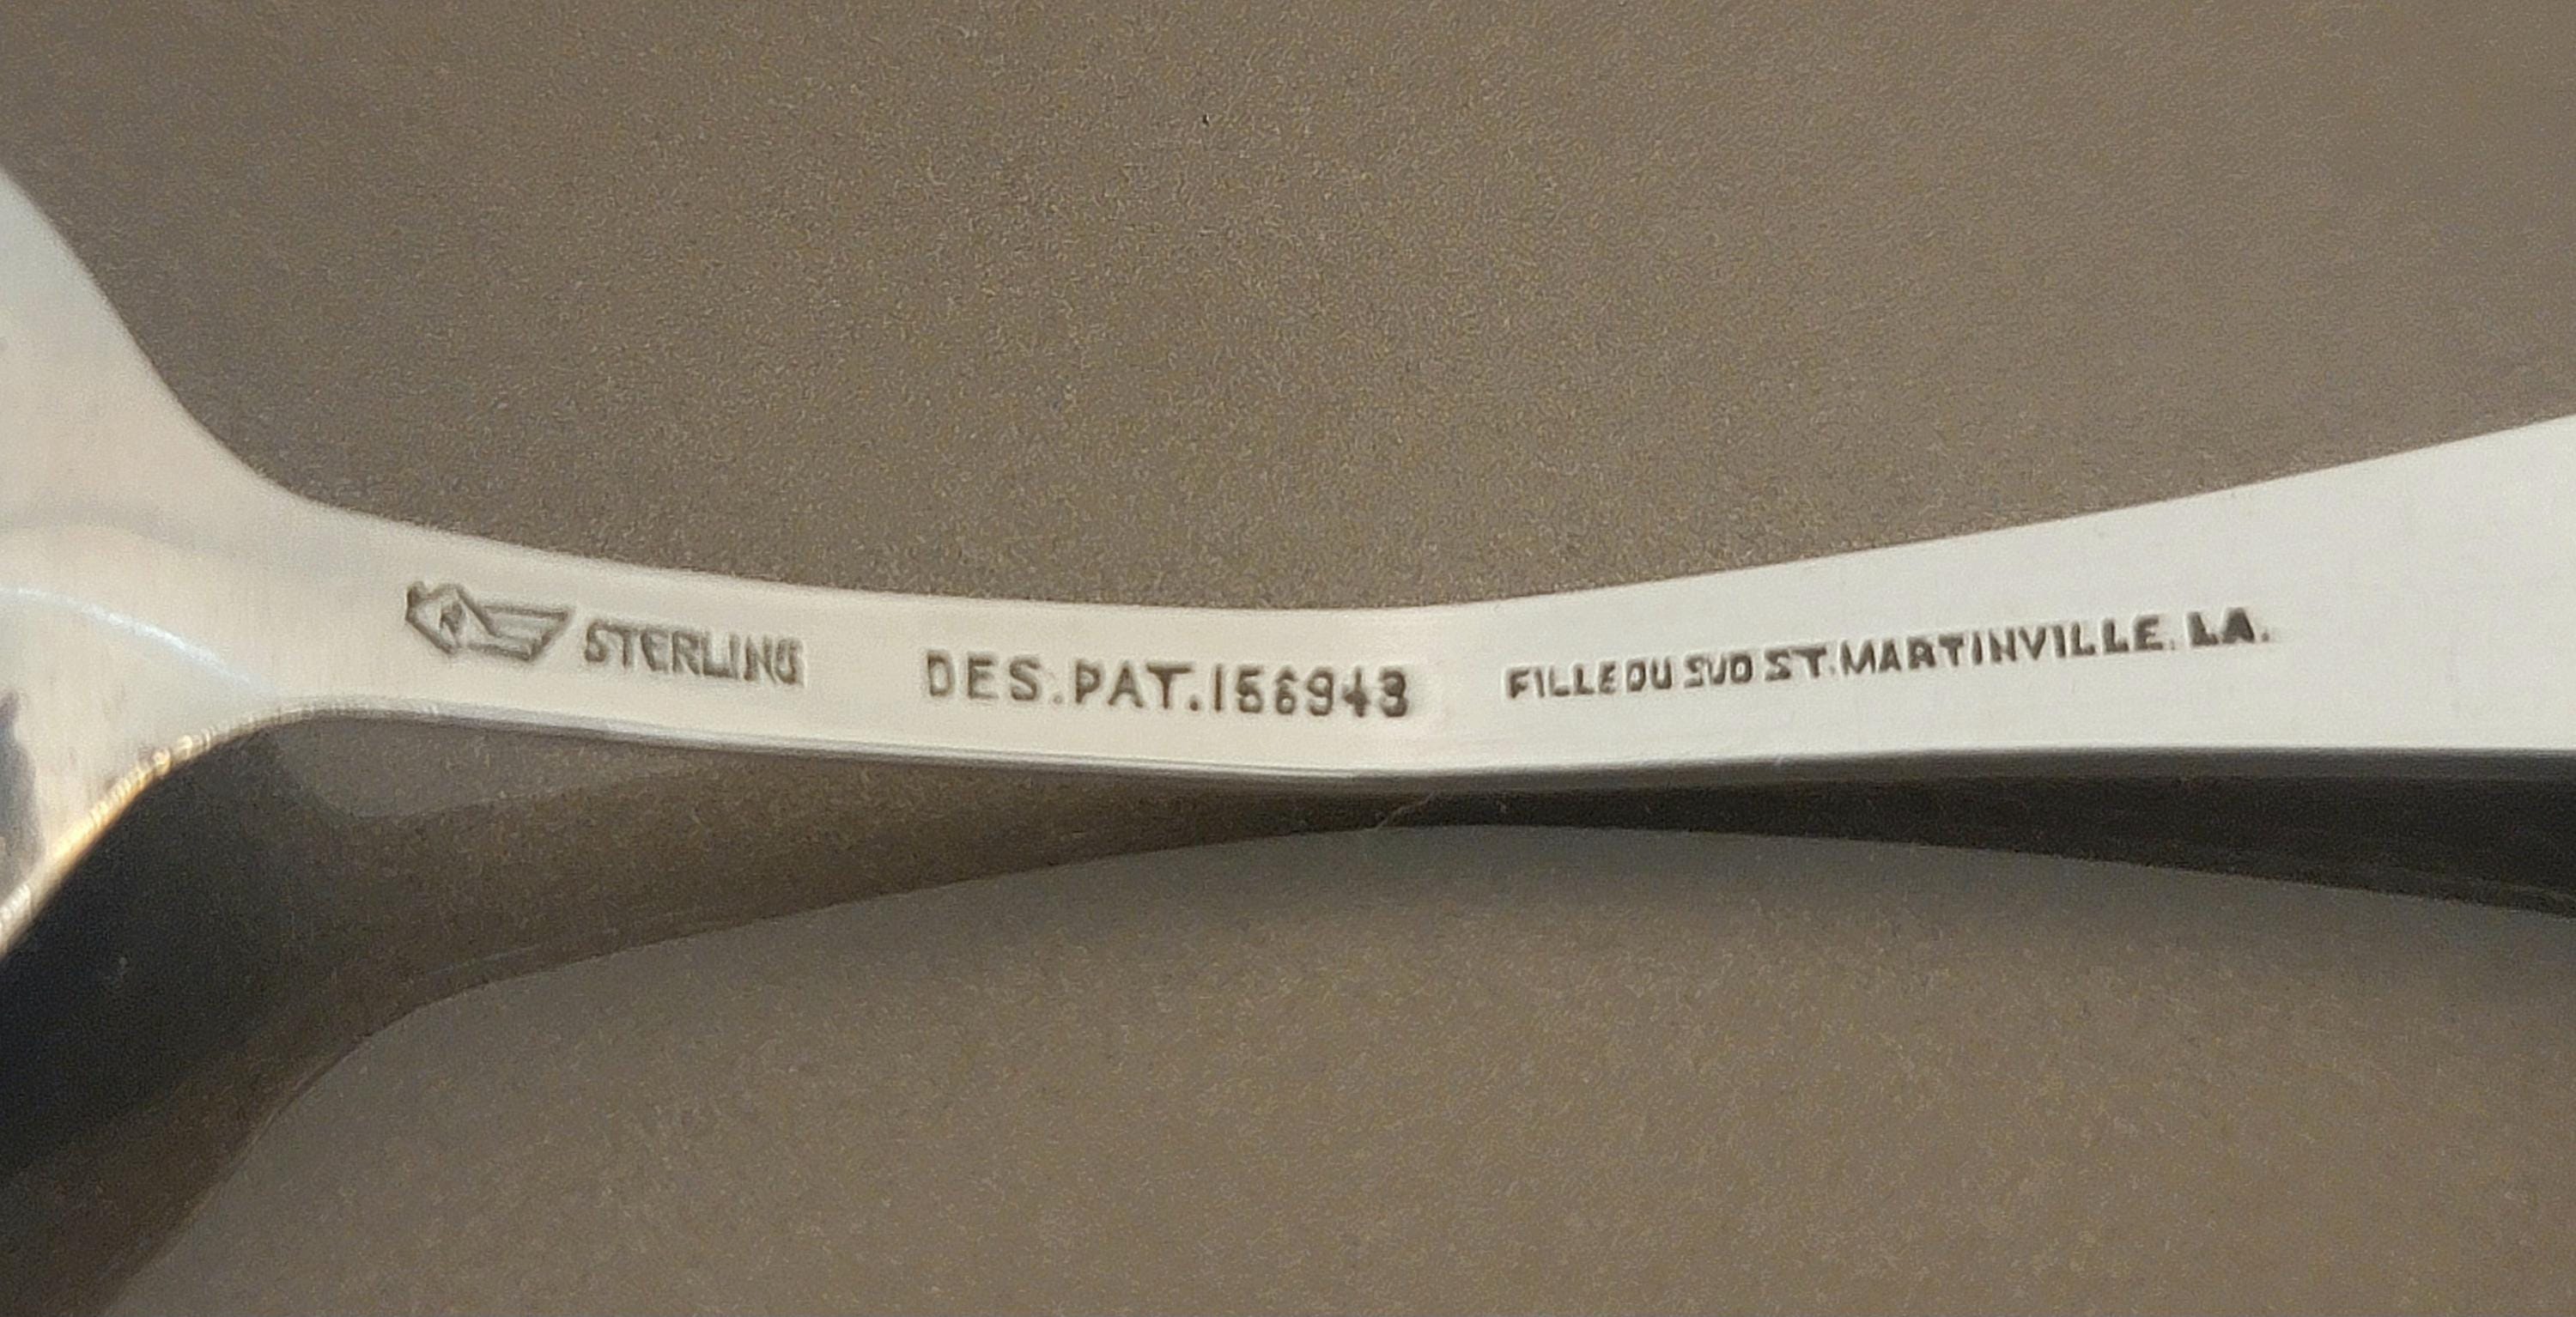 STERLING DES.PAT.156943 FILLE DU SUD ST.MARTINVILLE, LA.